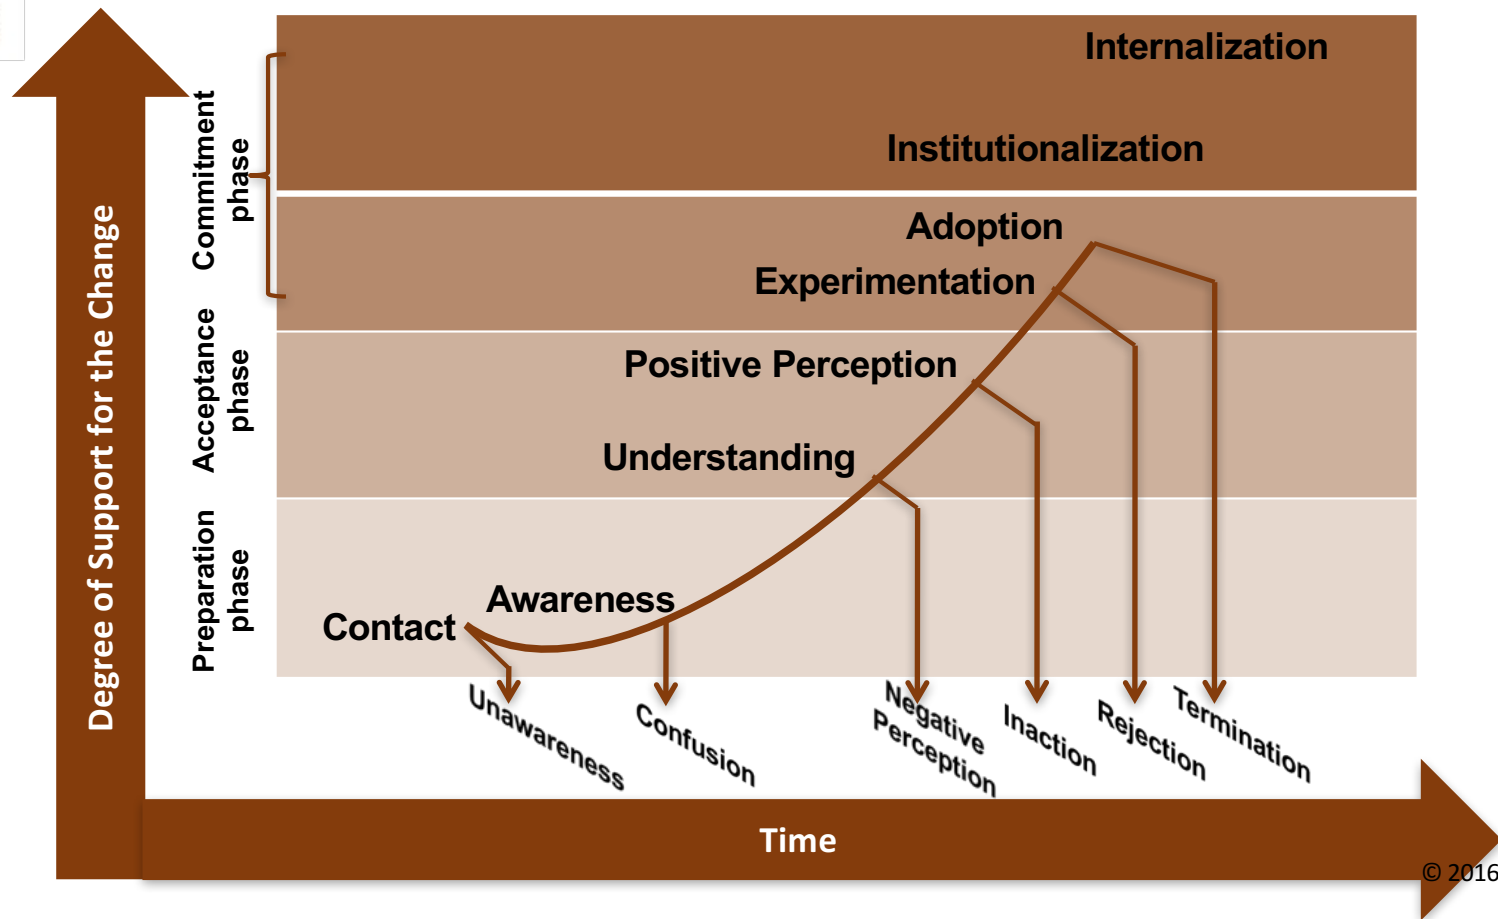 Degree of Support for the Change
Commitment
phase
Acceptance
phase
Preparation
phase
Internalization
Institutionalization
Adoption
Experimentation
Positive Perception
Understanding
Awareness
Contact
Unawareness
Confusion
Negative
Perception
Inaction
Rejection
Termination
Time
© 2016